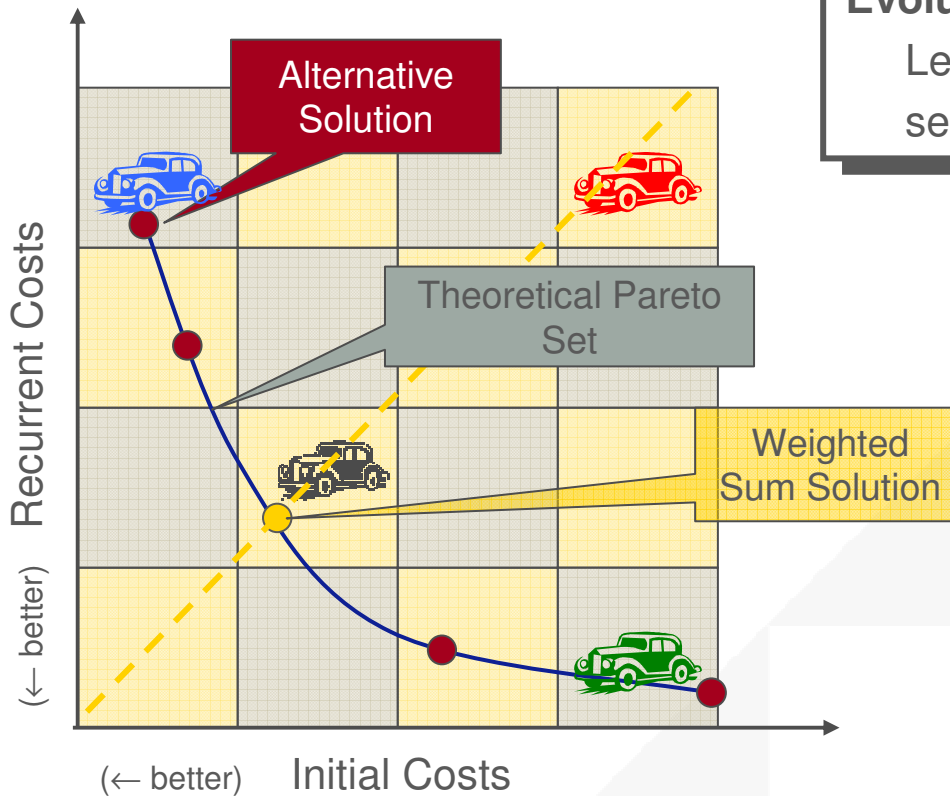 Alternative
Solution
Theoretical Pareto
Set
Weighted
Sum Solution
Recurrent Costs
(← better)
(← better) Initial Costs